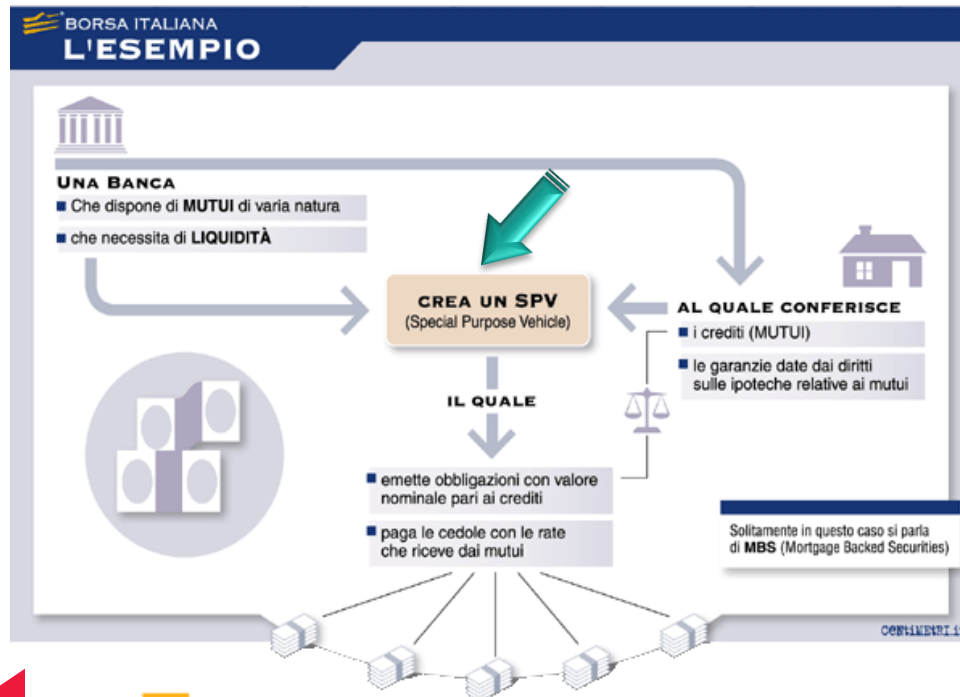 BORSA ITALIANA
L'ESEMPIO
UNA BANCA
Che dispone di MUTUI di varia natura
che necessita di LIQUIDITÀ
CREA UN SPV
(Special Purpose Vehicle)
AL QUALE CONFERISCE
i crediti (MUTUI)
le garanzie date dai diritti
sulle ipoteche relative ai mutui
IL QUALE
emette obbligazioni con valore
nominale pari ai crediti
paga le cedole con le rate
che riceve dai mutui
Solitamente in questo caso si parla
di MBS (Mortgage Backed Securities)
CENTIMETRI.i